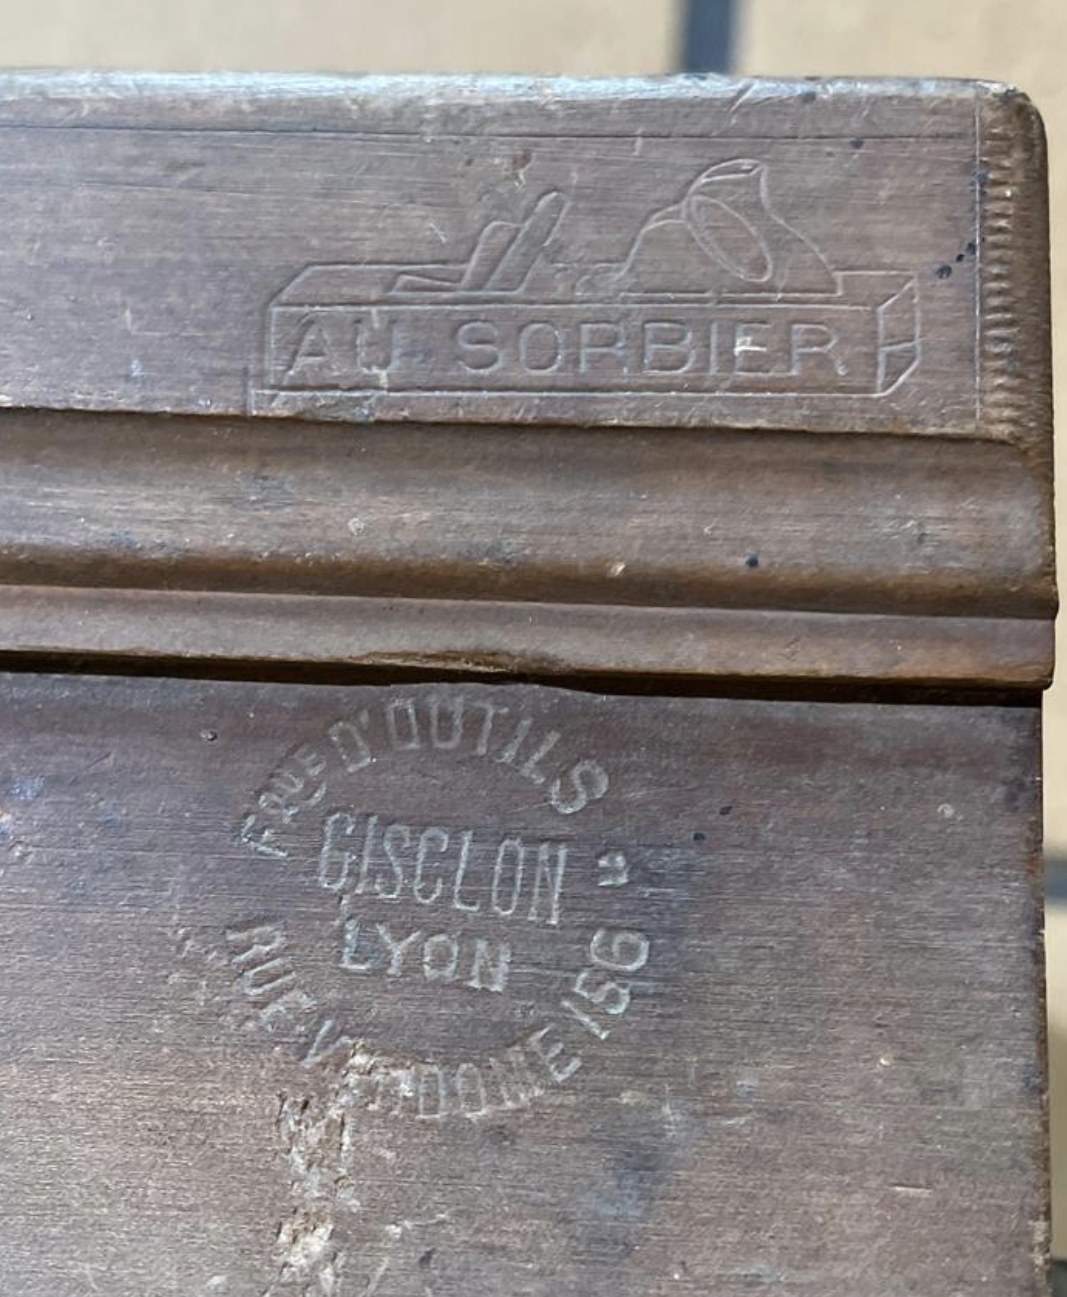 AU SORBIER
FQUE D'OUTILS
GISCLON
LYON
RUE VENDOME 156